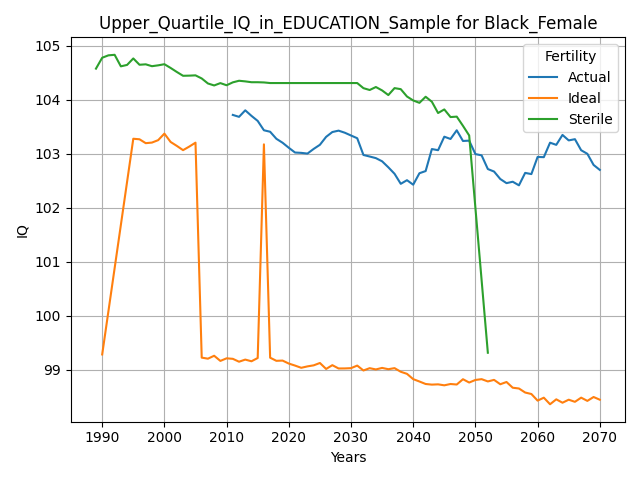 Upper_Quartile_IQ_in_EDUCATION_Sample for Black_Female
Fertility
Actual
Ideal
Sterile
105
104
103
102
101
100
99
IQ
1990 2000 2010 2020 2030 2040 2050 2060 2070
Years